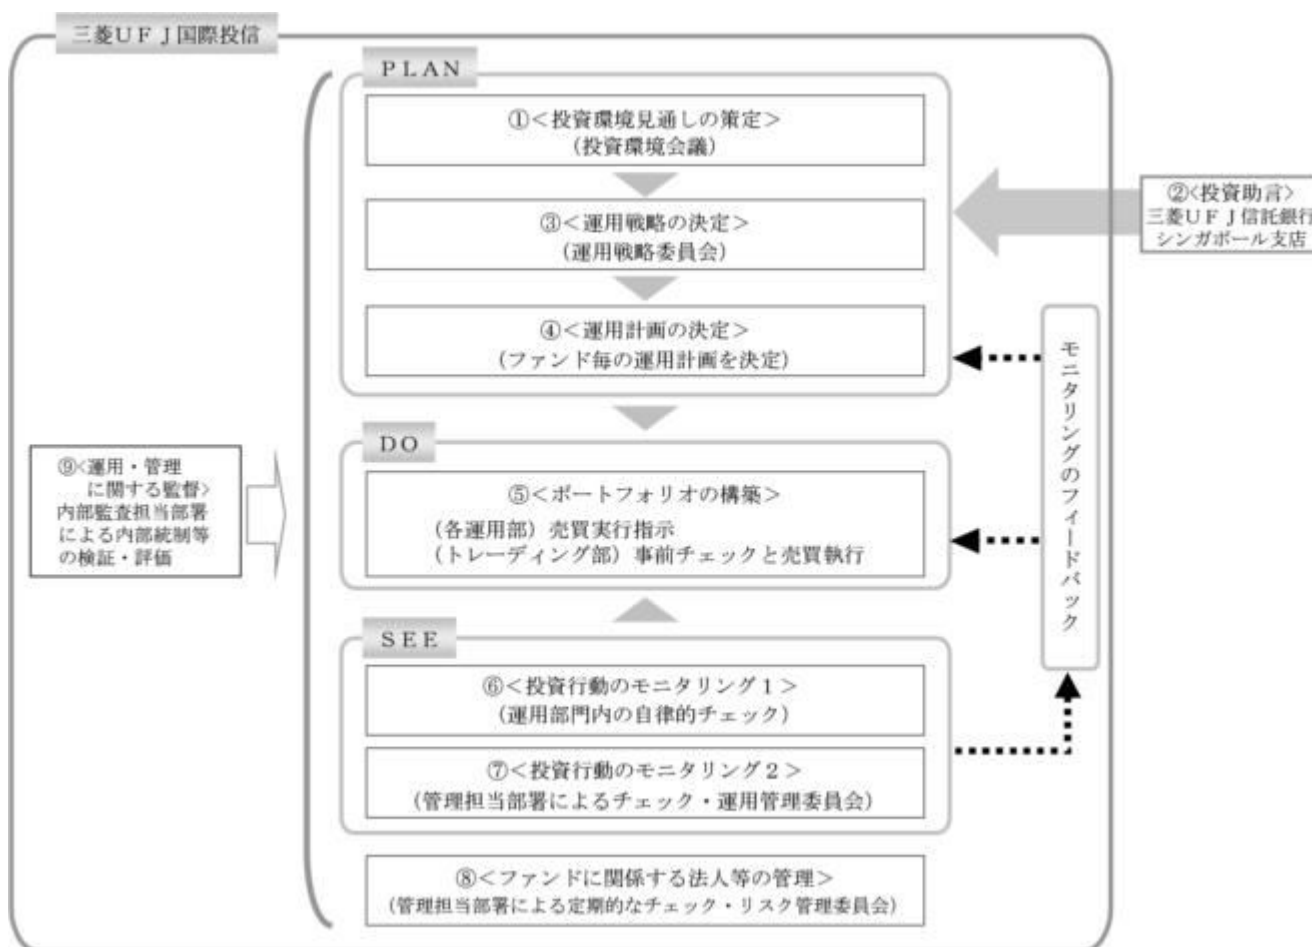 三菱UFJ国際投信
PLAN
①<投資環境見通しの策定>
(投資環境会議)
②<投資助言>
三菱UFJ信託銀行
シンガポール支店
③<運用戦略の決定>
(運用戦略委員会)
④<運用計画の決定>
(ファンド毎の運用計画を決定)
モニタリングのフィードバック
DO
⑤<ポートフォリオの構築>
(各運用部)売買実行指示
(トレーディング部)事前チェックと売買執行
⑨<運用・管理
に関する監督>
内部監査担当部署
による内部統制等
の検証・評価
SEE
⑥<投資行動のモニタリング1>
(運用部門内の自律的チェック)
⑦<投資行動のモニタリング2>
(管理担当部署によるチェック・運用管理委員会)
⑧<ファンドに関係する法人等の管理>
(管理担当部署による定期的なチェック・リスク管理委員会)